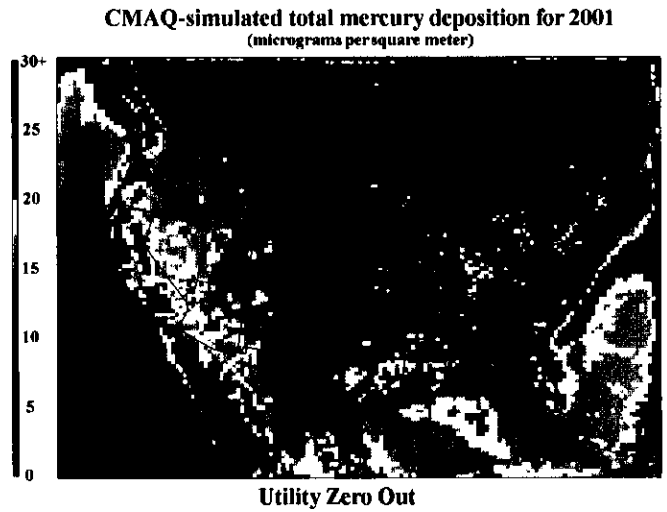 CMAQ-simulated total mercury deposition for 2001
(micrograms per square meter)
30+
25
20
15
10
5
0
Utility Zero Out